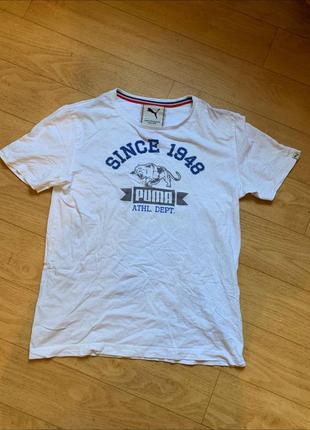 SINCE 1948
PUMA
ATHL. DEPT.